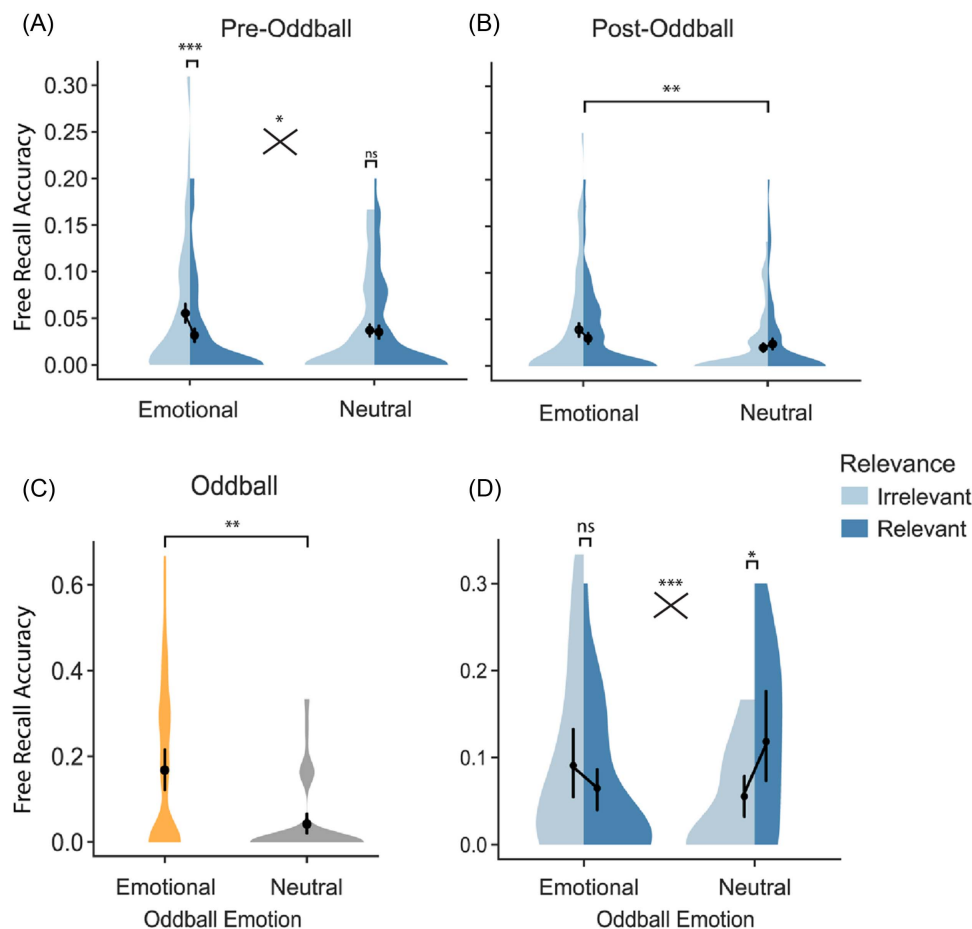 (A)
Pre-Oddball
***
*
ns
0.30
0.25
0.20
0.15
0.10
0.05
0.00
Free Recall Accuracy
Emotional
Neutral
(B)
Post-Oddball
**
Emotional
Neutral
(C)
Oddball
**
0.6
0.4
0.2
0.0
Free Recall Accuracy
Emotional
Neutral
Oddball Emotion
(D)
ns
***
*
0.3
0.2
0.1
0.0
Emotional
Neutral
Oddball Emotion
Relevance
Irrelevant
Relevant